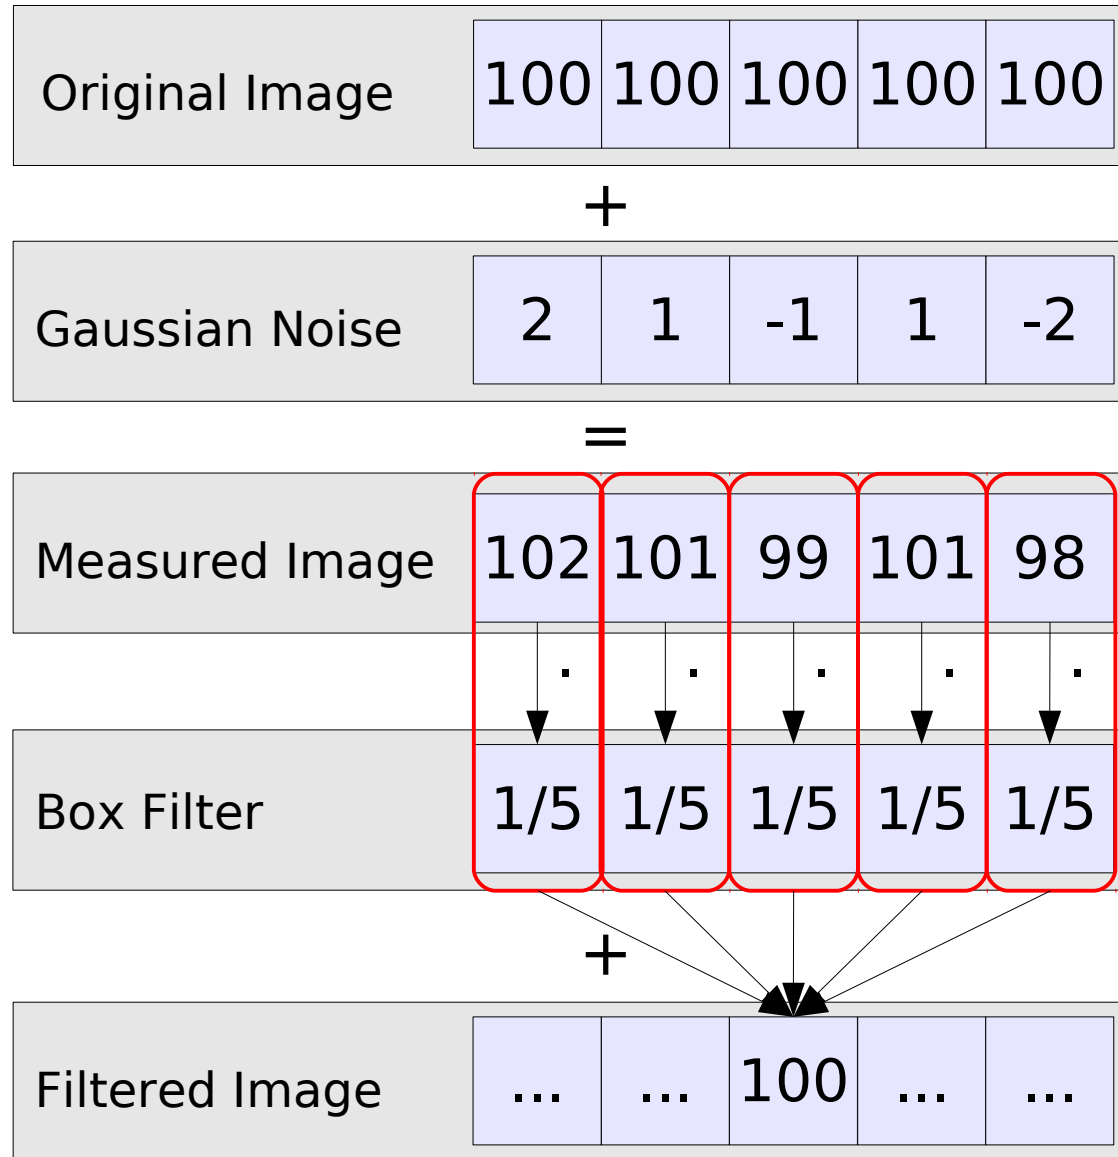 Original Image 100 100 100 100 100
+
Gaussian Noise 2 1 -1 1 -2
=
Measured Image 102 101 99 101 98
. . . . .
Box Filter 1/5 1/5 1/5 1/5 1/5
+
Filtered Image ... ... 100 ... ...